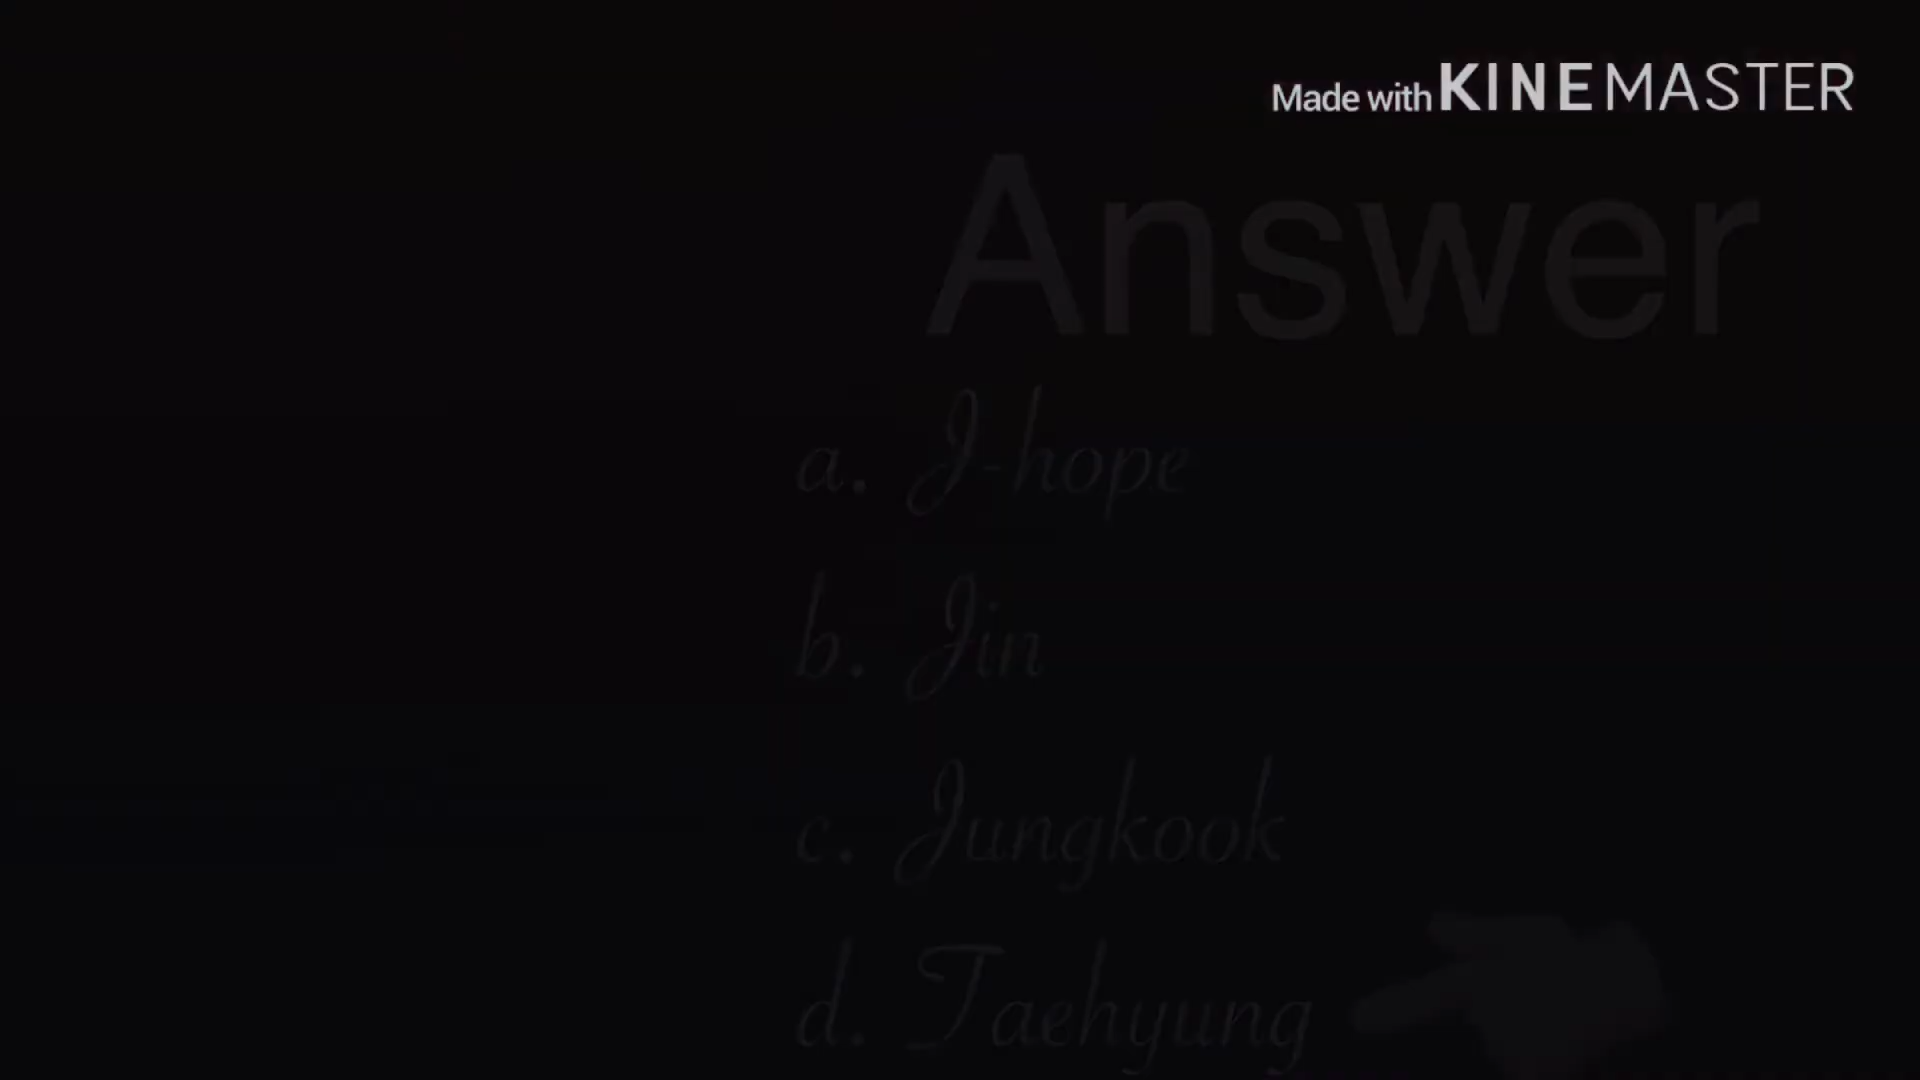 Made with KINEMASTER
Answer
a. J-hope
b. Jin
c. Jungkook
d. Taehyung